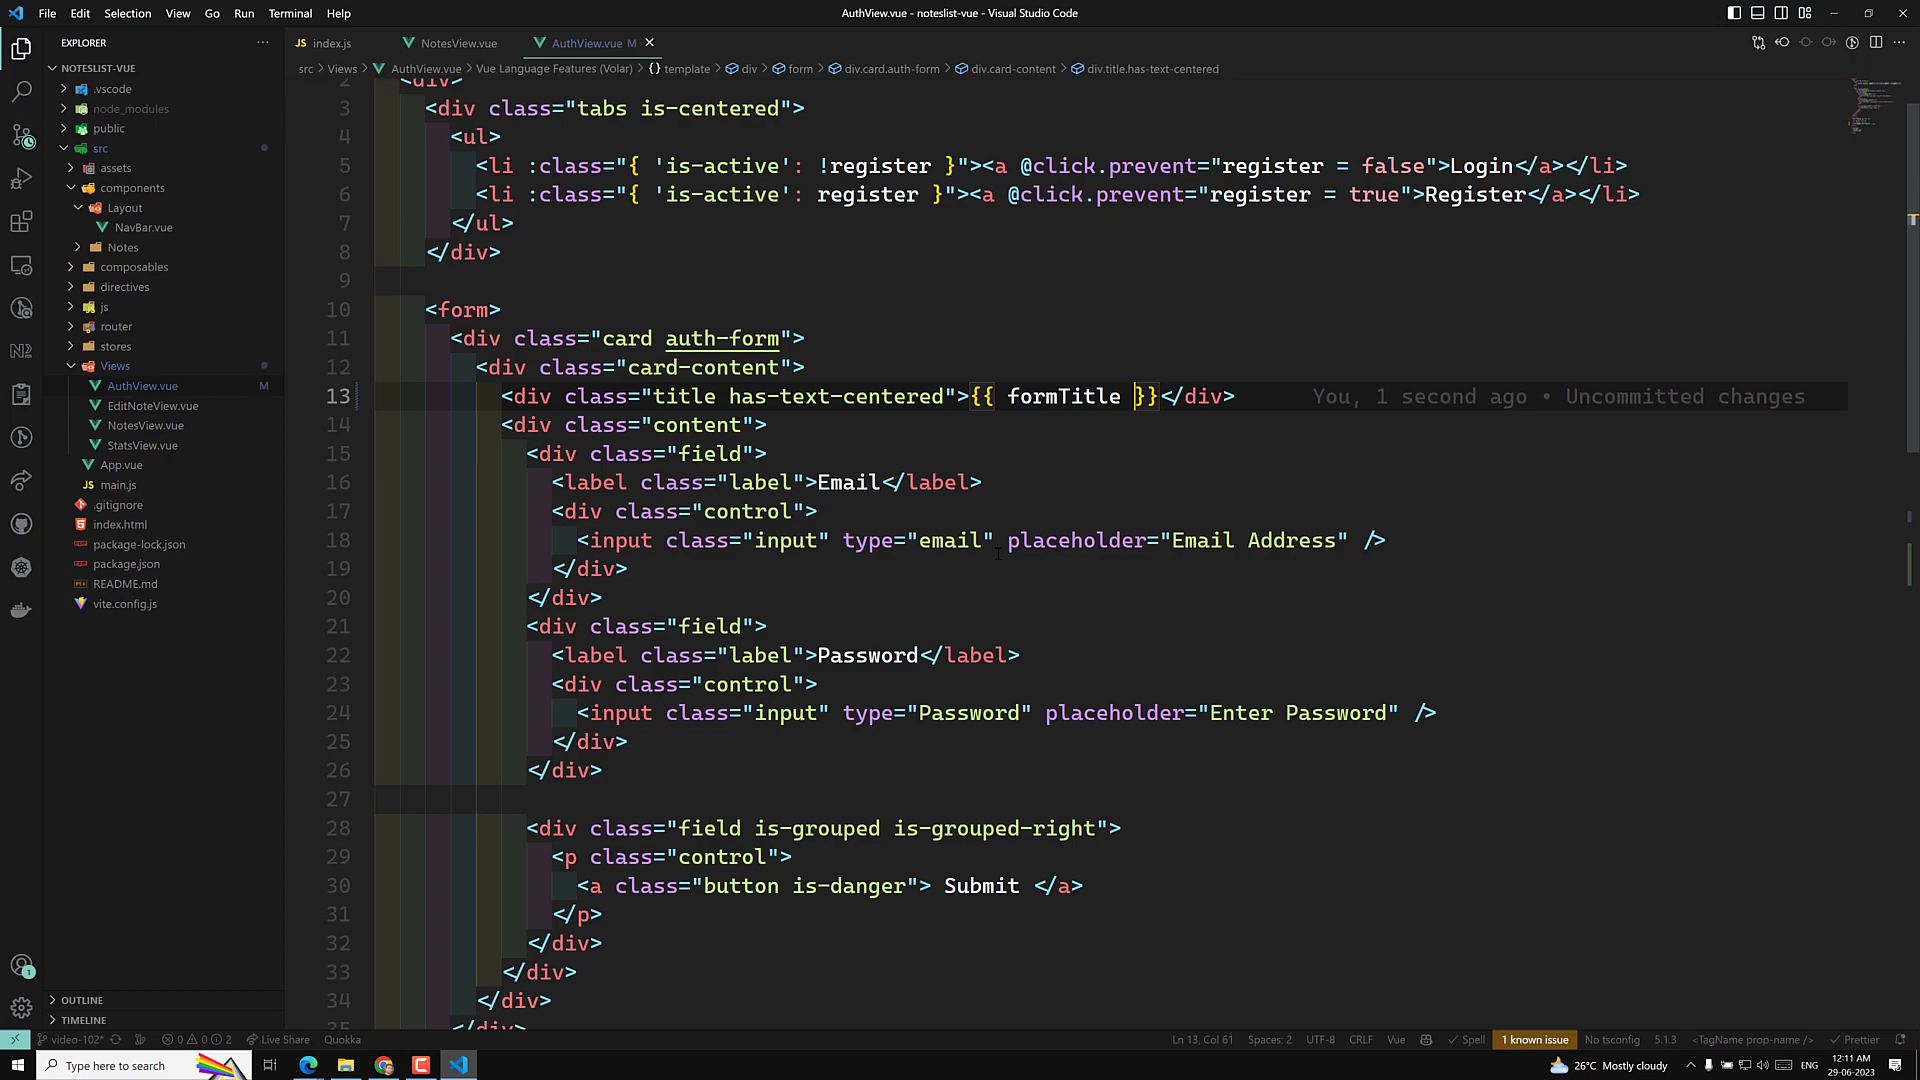 File Edit Selection View Go Run Terminal Help
AuthView.vue - noteslist-vue - Visual Studio Code
EXPLORER
NOTESLIST-VUE
.vscode
node_modules
public
src
assets
components
Layout
NavBar.vue
Notes
composables
directives
js
router
stores
Views
AuthView.vue M
EditNoteView.vue
NotesView.vue
StatsView.vue
App.vue
main.js
.gitignore
index.html
package-lock.json
package.json
README.md
vite.config.js
OUTLINE
TIMELINE
JS index.js NotesView.vue AuthView.vue M
src > Views > AuthView.vue > Vue Language Features (Volar) > {} template > div > form > div.card.auth-form > div.card-content > div.title.has-text-centered
2 <div>
3 <div class="tabs is-centered">
4 <ul>
5 <li :class="{ 'is-active': !register }"><a @click.prevent="register = false">Login</a></li>
6 <li :class="{ 'is-active': register }"><a @click.prevent="register = true">Register</a></li>
7 </ul>
8 </div>
9
10 <form>
11 <div class="card auth-form">
12 <div class="card-content">
13 <div class="title has-text-centered">{{ formTitle }}</div> You, 1 second ago • Uncommitted changes
14 <div class="content">
15 <div class="field">
16 <label class="label">Email</label>
17 <div class="control">
18 <input class="input" type="email" placeholder="Email Address" />
19 </div>
20 </div>
21 <div class="field">
22 <label class="label">Password</label>
23 <div class="control">
24 <input class="input" type="Password" placeholder="Enter Password" />
25 </div>
26 </div>
27
28 <div class="field is-grouped is-grouped-right">
29 <p class="control">
30 <a class="button is-danger"> Submit </a>
31 </p>
32 </div>
33 </div>
34 </div>
35 </div>
video-102* 0 0 2 Live Share Quokka Ln 13, Col 61 Spaces: 2 UTF-8 CRLF Vue Spell 1 known issue No tsconfig 5.1.3 <TagName prop-name /> Prettier
Type here to search 26°C Mostly cloudy ENG 12:11 AM
29-06-2023